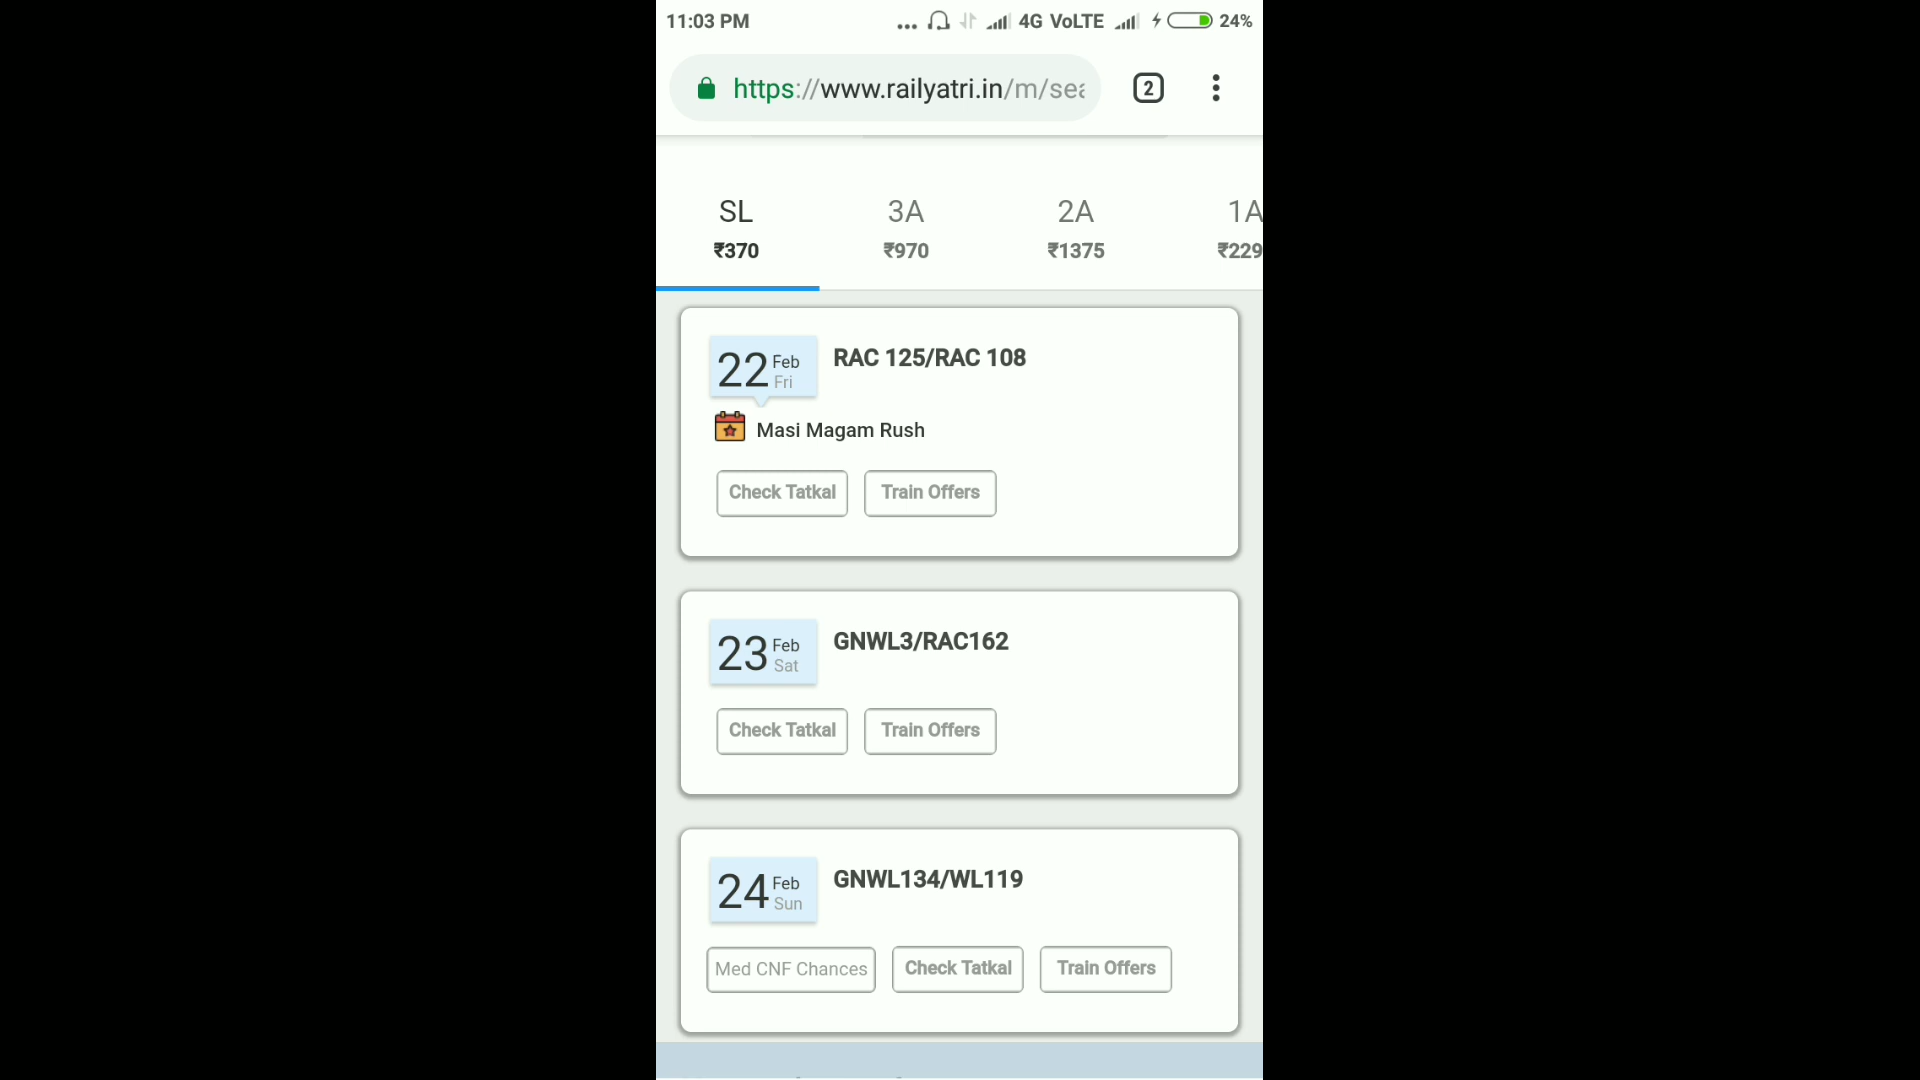 11:03 PM ... 4G VoLTE 24%
https://www.railyatri.in/m/sea 2
SL 3A 2A 1A
₹370 ₹970 ₹1375 ₹229
22 Feb Fri RAC 125/RAC 108
Masi Magam Rush
Check Tatkal Train Offers
23 Feb Sat GNWL3/RAC162
Check Tatkal Train Offers
24 Feb Sun GNWL134/WL119
Med CNF Chances Check Tatkal Train Offers